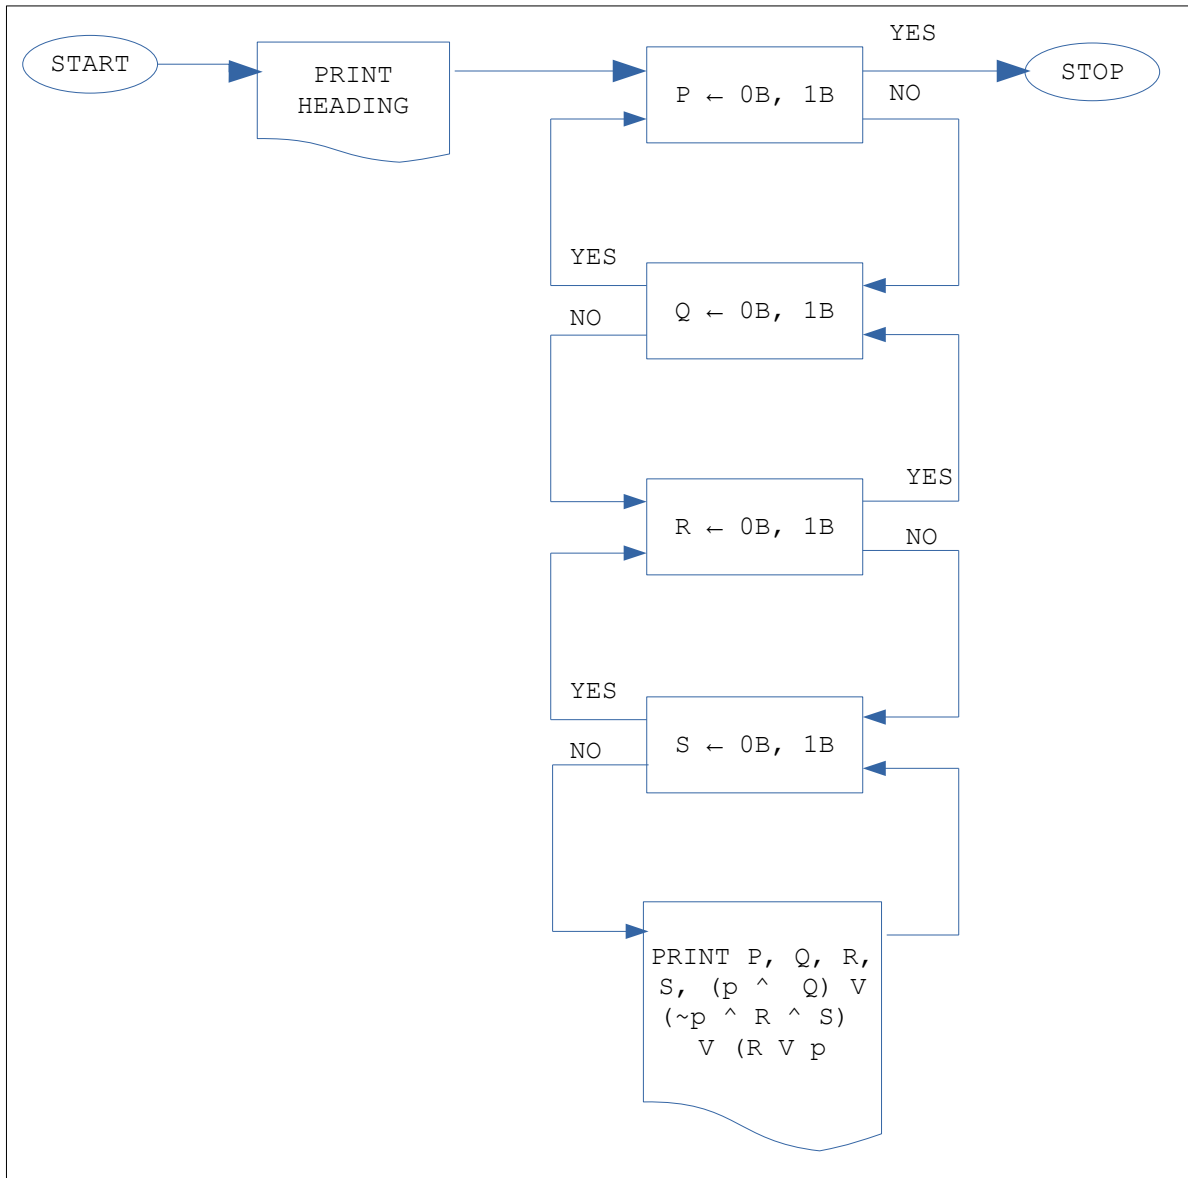 START
PRINT
HEADING
P ← 0B, 1B
YES
NO
STOP
YES
NO
Q ← 0B, 1B
R ← 0B, 1B
YES
NO
YES
NO
S ← 0B, 1B
PRINT P, Q, R,
S, (p ^ Q) V
(~p ^ R ^ S)
V (R V p